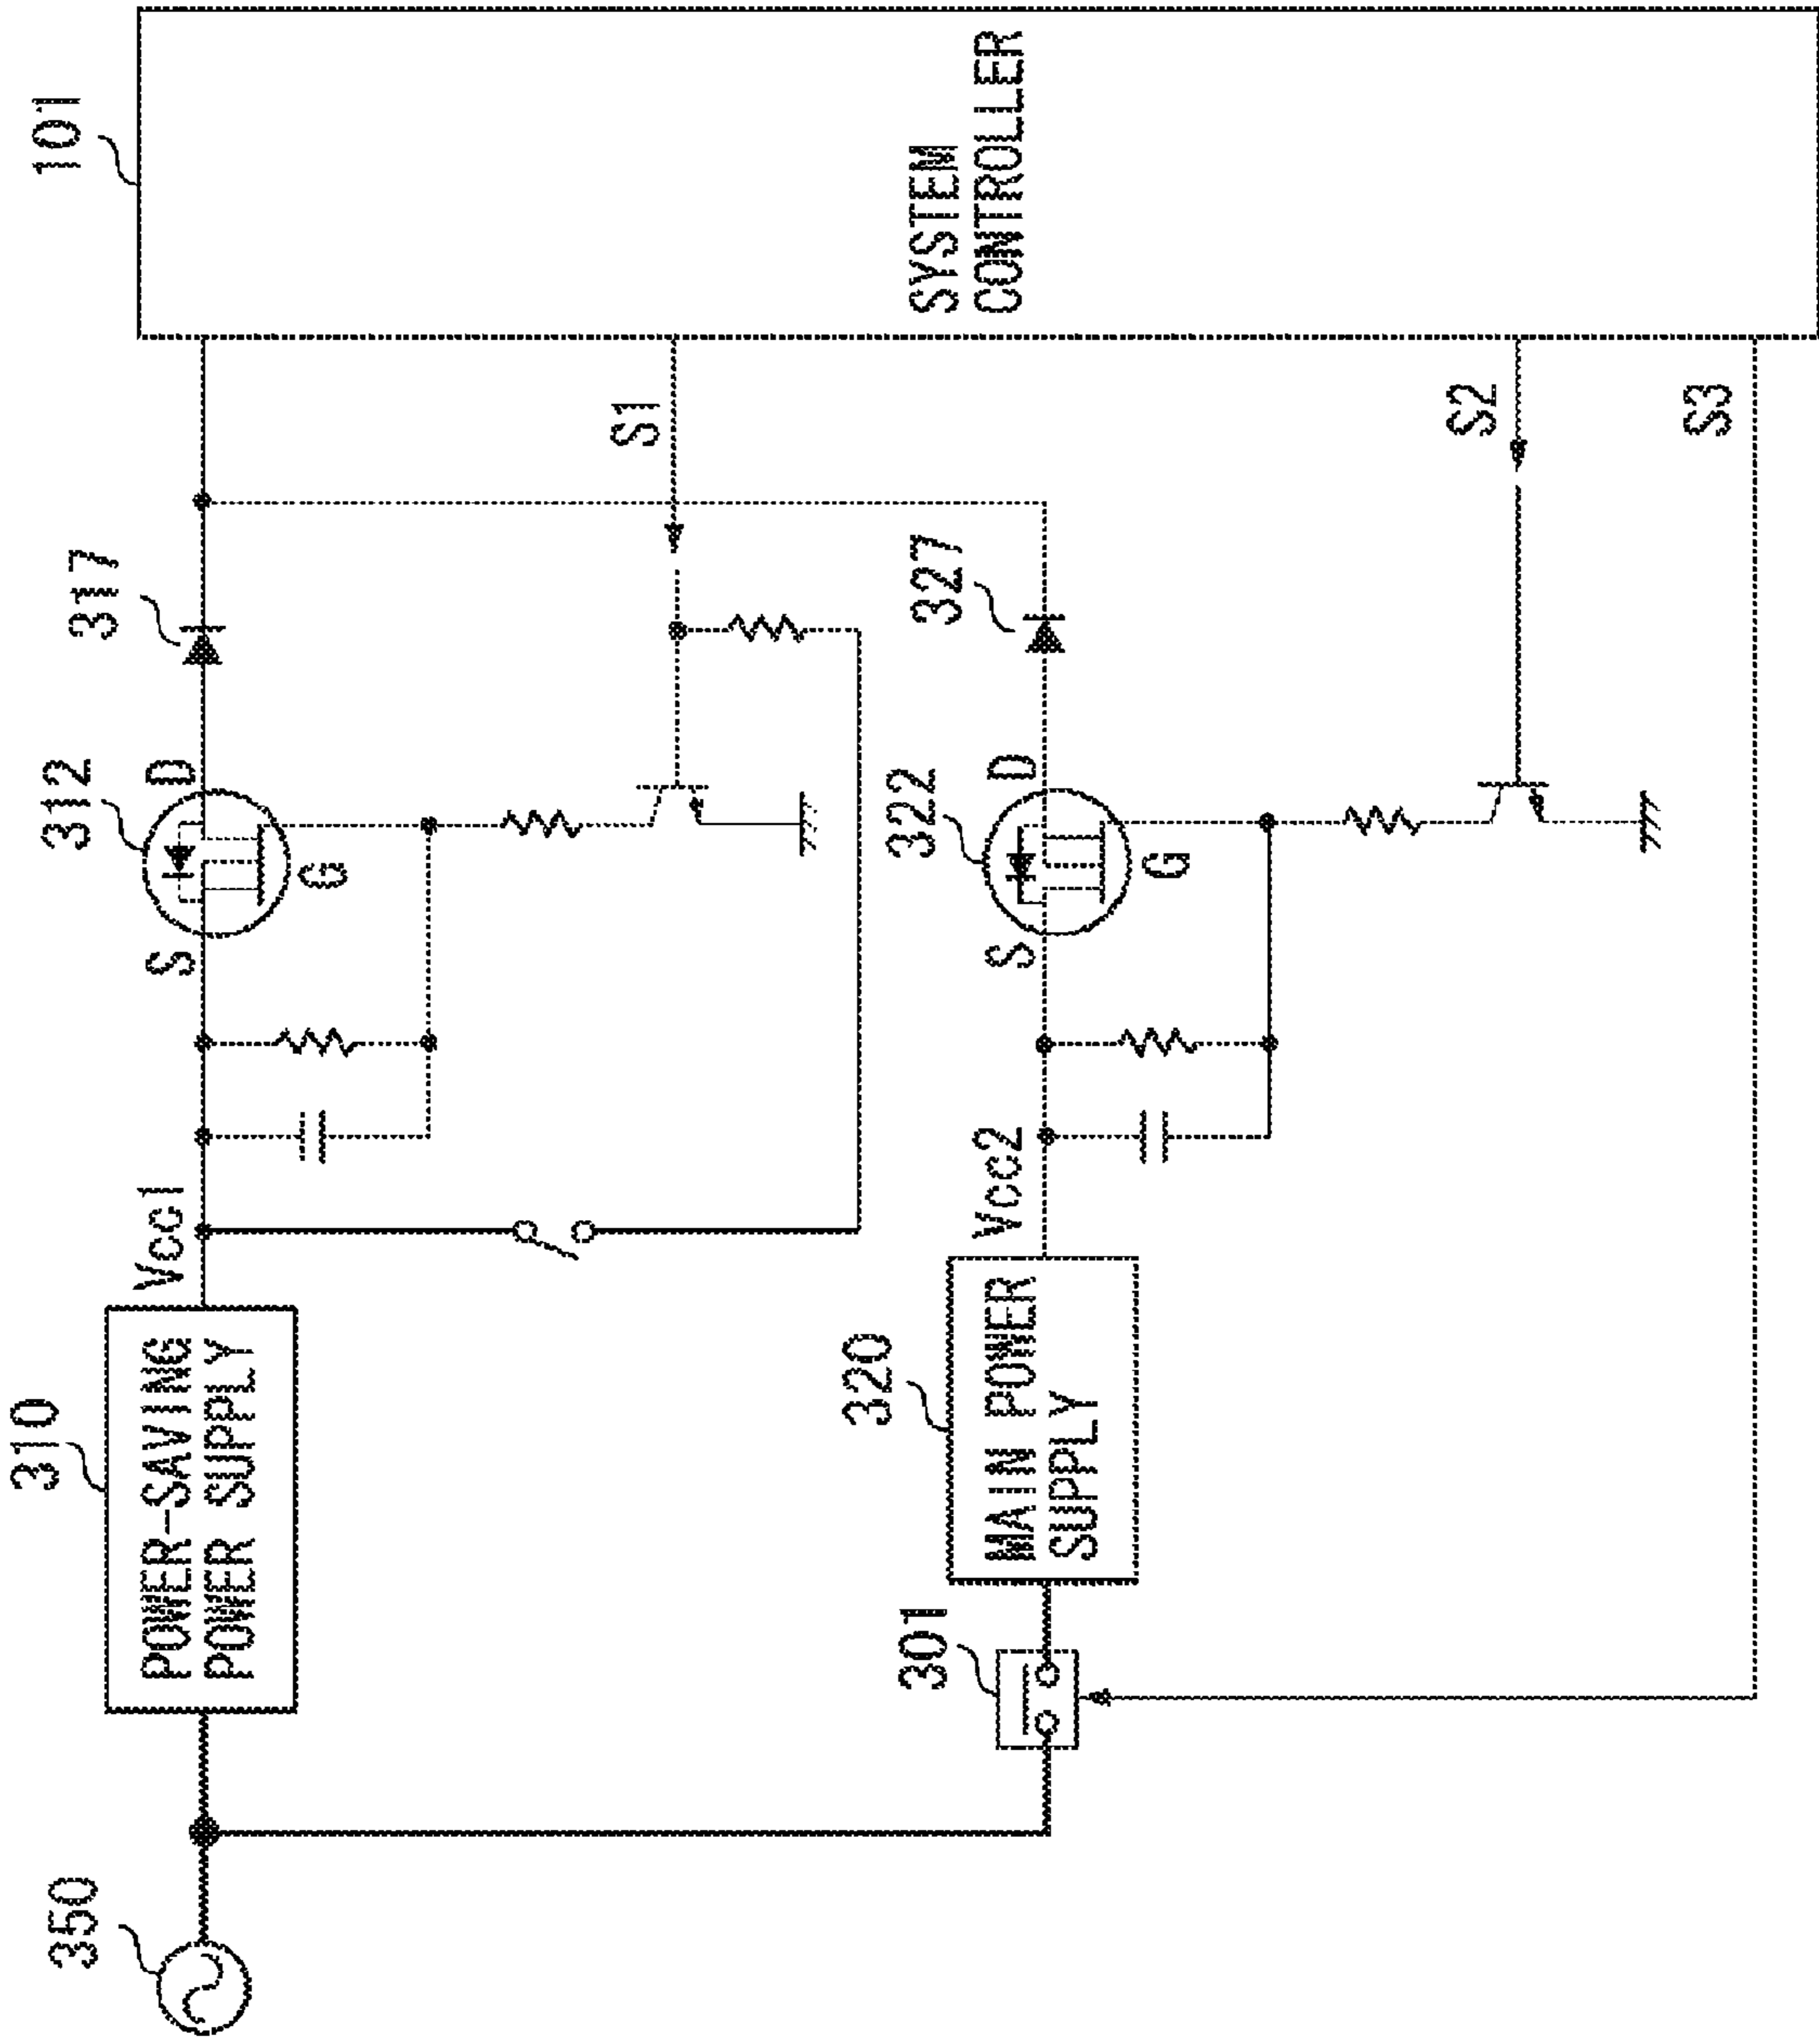 350
310
POWER-SAVING
POWER SUPPLY
Vcc1
S
312
D
G
317
101
SYSTEM
CONTROLLER
S1
301
320
MAIN POWER
SUPPLY
Vcc2
S
322
D
G
327
S2
S3